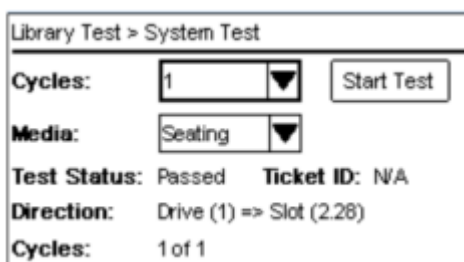 Library Test > System Test
Cycles: 1 Start Test
Media: Seating
Test Status: Passed Ticket ID: N/A
Direction: Drive (1) => Slot (2.28)
Cycles: 1 of 1